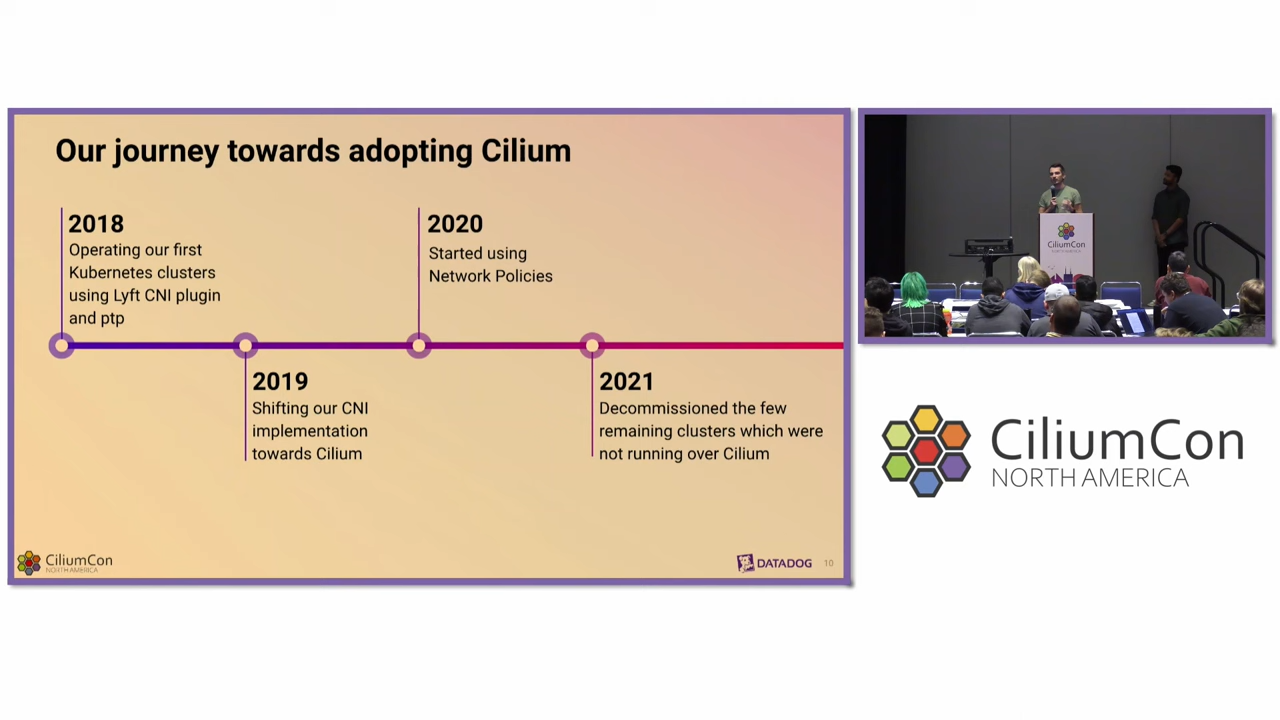 Our journey towards adopting Cilium
2018
Operating our first
Kubernetes clusters
using Lyft CNI plugin
and ptp
2019
Shifting our CNI
implementation
towards Cilium
2020
Started using
Network Policies
2021
Decommissioned the few
remaining clusters which were
not running over Cilium
CiliumCon
NORTH AMERICA
DATADOG
10
CiliumCon
CiliumCon
NORTH AMERICA